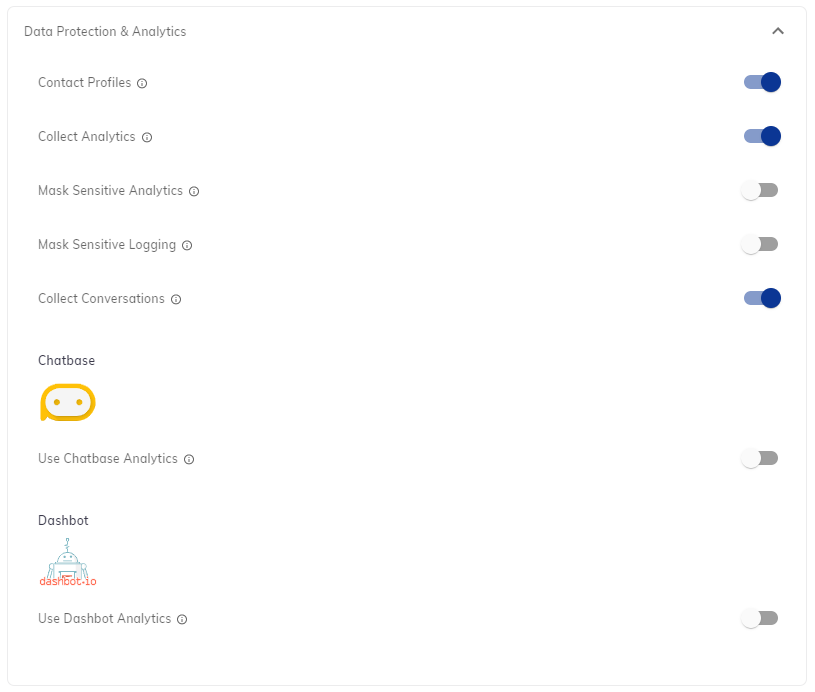 Data Protection & Analytics
Contact Profiles
Collect Analytics
Mask Sensitive Analytics
Mask Sensitive Logging
Collect Conversations
Chatbase
Use Chatbase Analytics
Dashbot
dashbot.io
Use Dashbot Analytics